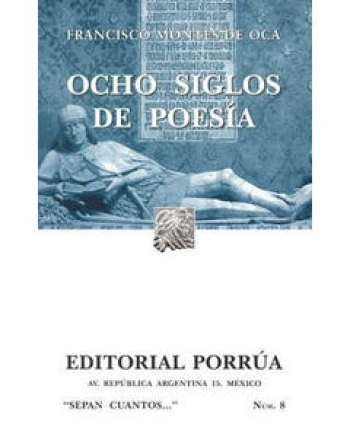 FRANCISCO MONTES DE OCA
OCHO SIGLOS
DE POESÍA
EDITORIAL PORRÚA
AV. REPÚBLICA ARGENTINA 15. MÉXICO
"SEPAN CUANTOS..." NÚM. 8